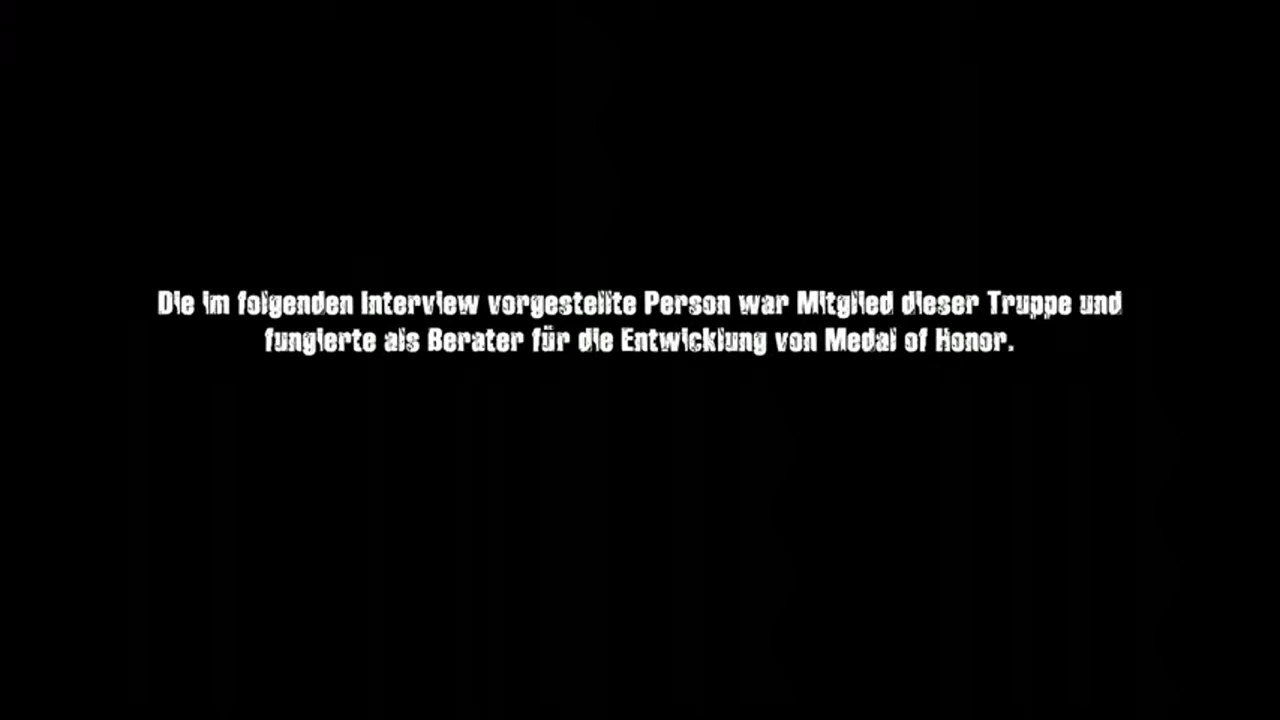 Die im folgenden Interview vorgestellte Person war Mitglied dieser Truppe und
fungierte als Berater für die Entwicklung von Medal of Honor.